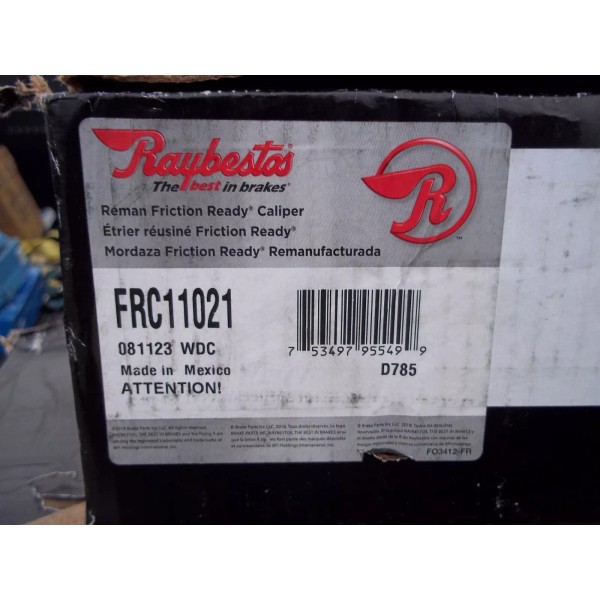 Raybestos
The best in brakes®
R
Reman Friction Ready® Caliper
Étrier réusiné Friction Ready®
Mordaza Friction Ready® Remanufacturada
FRC11021
081123 WDC
Made in Mexico
ATTENTION!
7 53497 95549 9
D785
FO3412-FR